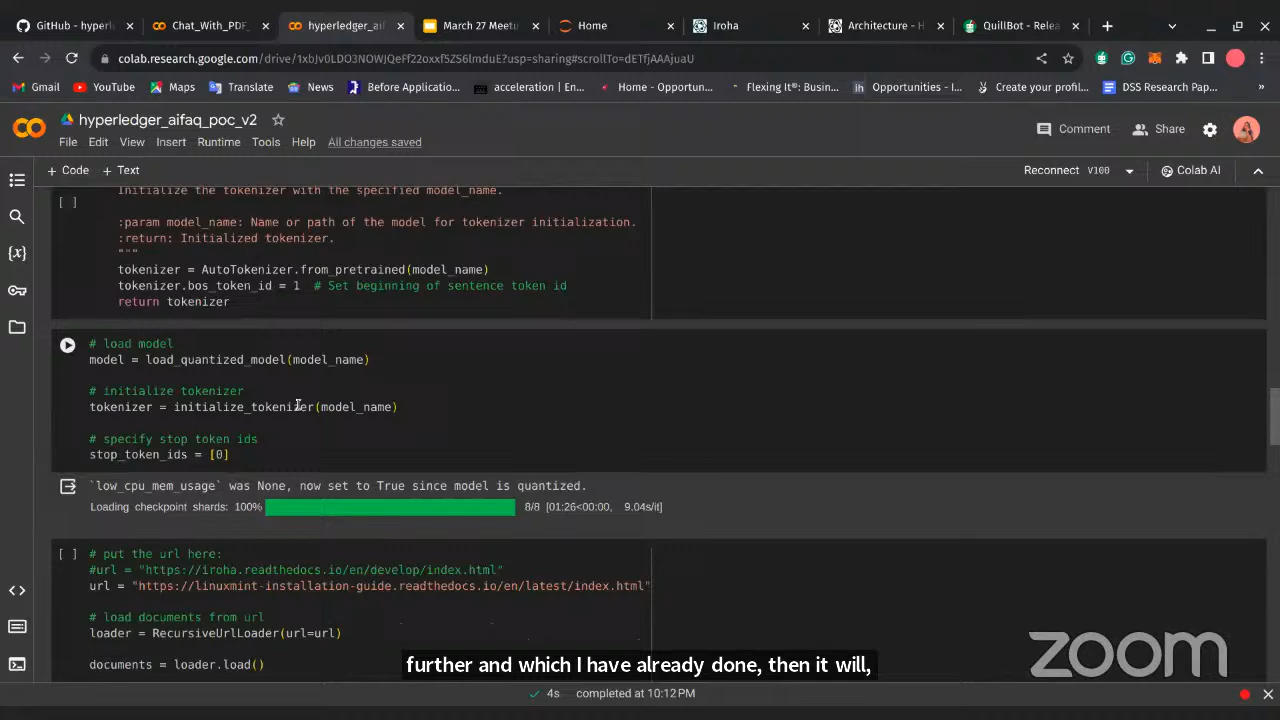 GitHub - hyperle
Chat_With_PDF_
hyperledger_aif
March 27 Meetu
Home
Iroha
Architecture - H
QuillBot - Relea
colab.research.google.com/drive/1xbJv0LDO3NOWJQeFf22oxxf5ZS6lmduE?usp=sharing#scrollTo=dETfjAAAjuaU
Gmail
YouTube
Maps
Translate
News
Before Applicatio...
acceleration | En...
Home - Opportun...
Flexing It®: Busin...
ih Opportunities - I...
Create your profil...
DSS Research Pap...
»
hyperledger_aifaq_poc_v2
File Edit View Insert Runtime Tools Help All changes saved
Comment
Share
+ Code + Text
Reconnect V100
Colab AI
Initialize the tokenizer with the specified model_name.
[ ]
:param model_name: Name or path of the model for tokenizer initialization.
:return: Initialized tokenizer.
"""
tokenizer = AutoTokenizer.from_pretrained(model_name)
tokenizer.bos_token_id = 1 # Set beginning of sentence token id
return tokenizer
# load model
model = load_quantized_model(model_name)
# initialize tokenizer
tokenizer = initialize_tokenizer(model_name)
# specify stop token ids
stop_token_ids = [0]
`low_cpu_mem_usage` was None, now set to True since model is quantized.
Loading checkpoint shards: 100% 8/8 [01:26<00:00, 9.04s/it]
[ ] # put the url here:
#url = "https://iroha.readthedocs.io/en/develop/index.html"
url = "https://linuxmint-installation-guide.readthedocs.io/en/latest/index.html"
# load documents from url
loader = RecursiveUrlLoader(url=url)
documents = loader.load()
further and which I have already done, then it will,
zoom
4s completed at 10:12 PM